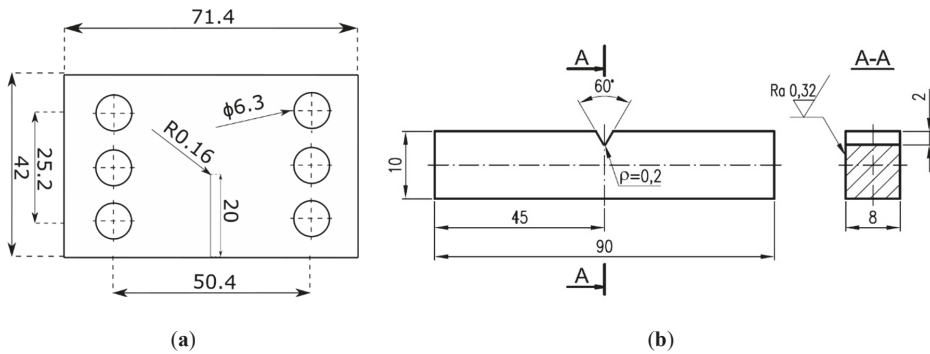 71.4
42
25.2
ϕ6.3
R0.16
20
50.4
(a)
A
60°
10
ρ=0,2
45
90
A
A-A
Ra 0,32
2
8
(b)